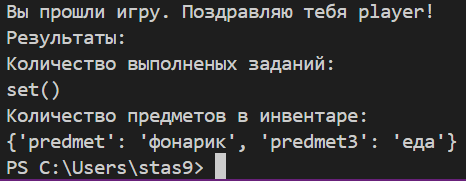 Вы прошли игру. Поздравляю тебя player!
Результаты:
Количество выполненых заданий:
set()
Количество предметов в инвентаре:
{'predmet': 'фонарик', 'predmet3': 'еда'}
PS C:\Users\stas9>